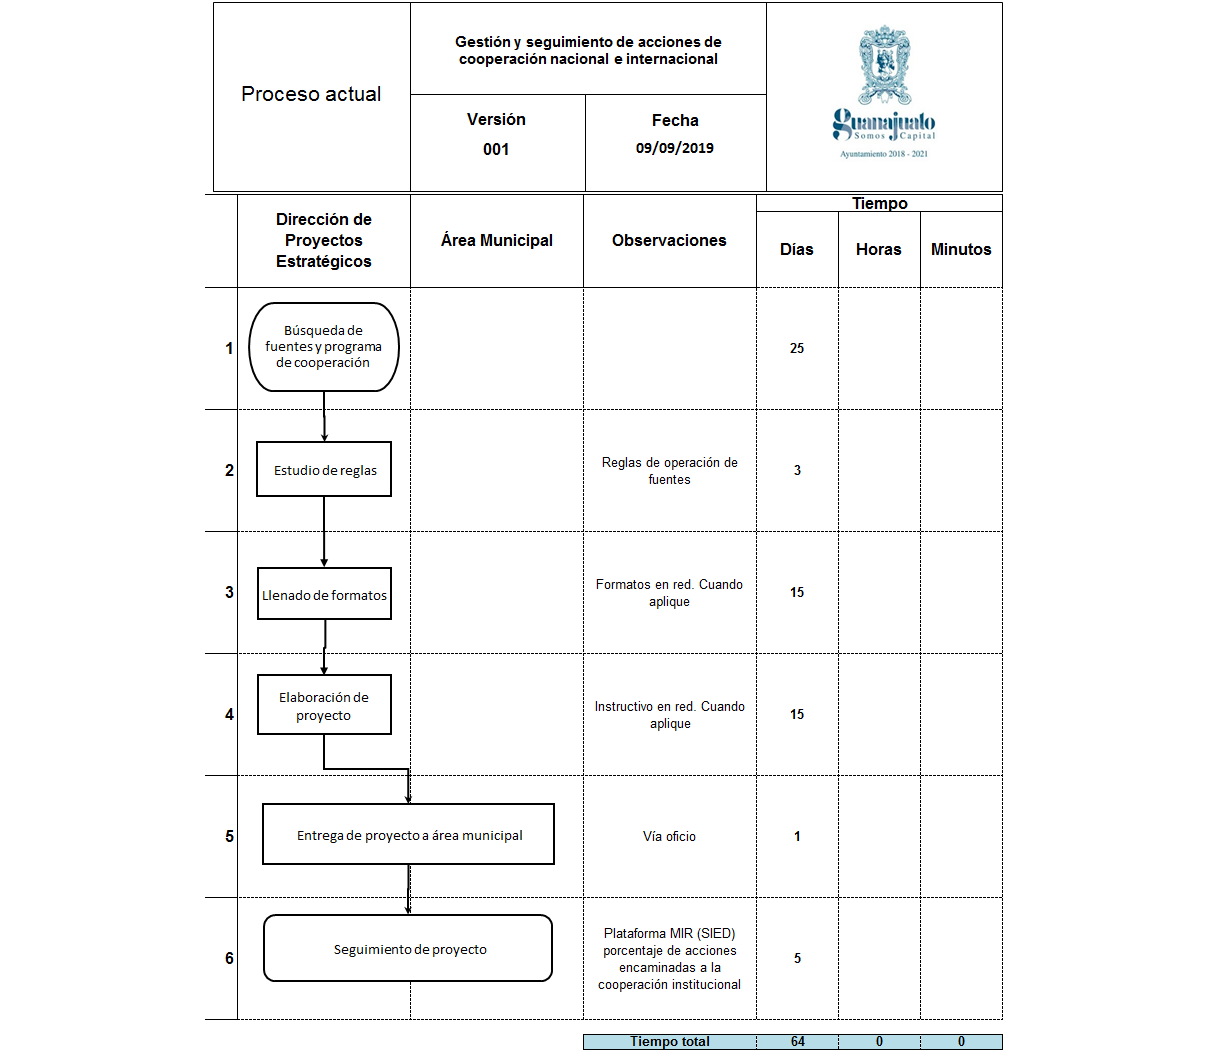 Proceso actual
Gestión y seguimiento de acciones de
cooperación nacional e internacional
Versión
001
Fecha
09/09/2019
guanajuato
Somos Capital
Ayuntamiento 2018 - 2021
Dirección de
Proyectos
Estratégicos
Área Municipal
Observaciones
Tiempo
Días
Horas
Minutos
1
Búsqueda de
fuentes y programa
de cooperación
25
2
Estudio de reglas
Reglas de operación de
fuentes
3
3
Llenado de formatos
Formatos en red. Cuando
aplique
15
4
Elaboración de
proyecto
Instructivo en red. Cuando
aplique
15
5
Entrega de proyecto a área municipal
Vía oficio
1
6
Seguimiento de proyecto
Plataforma MIR (SIED)
porcentaje de acciones
encaminadas a la
cooperación institucional
5
Tiempo total
64
0
0